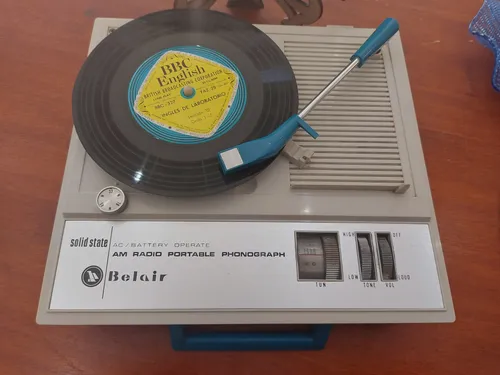 BBC
English
BRITISH BROADCASTING CORPORATION
INGLES DE LABORATORIO
solid state
AC/BATTERY OPERATE
AM RADIO PORTABLE PHONOGRAPH
Belair
HIGH
OFF
LOW
LOUD
TUN
TONE
VOL